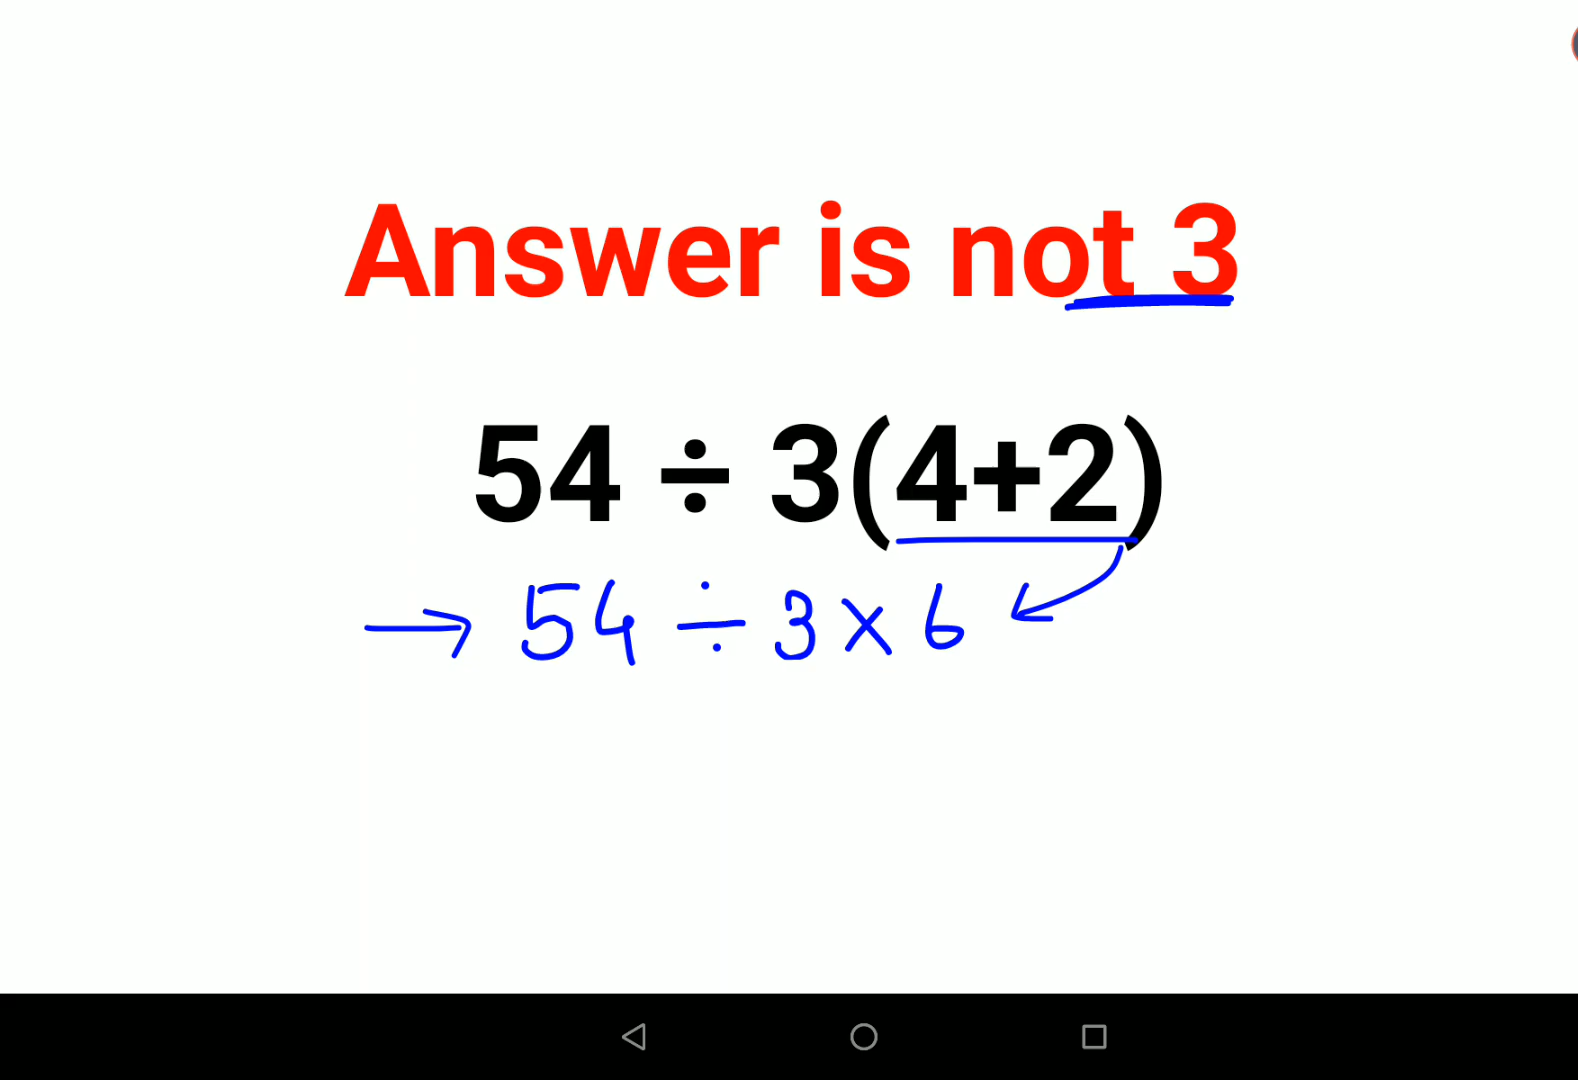 Answer is not 3
54 ÷ 3(4+2)
→ 54 ÷ 3 × 6